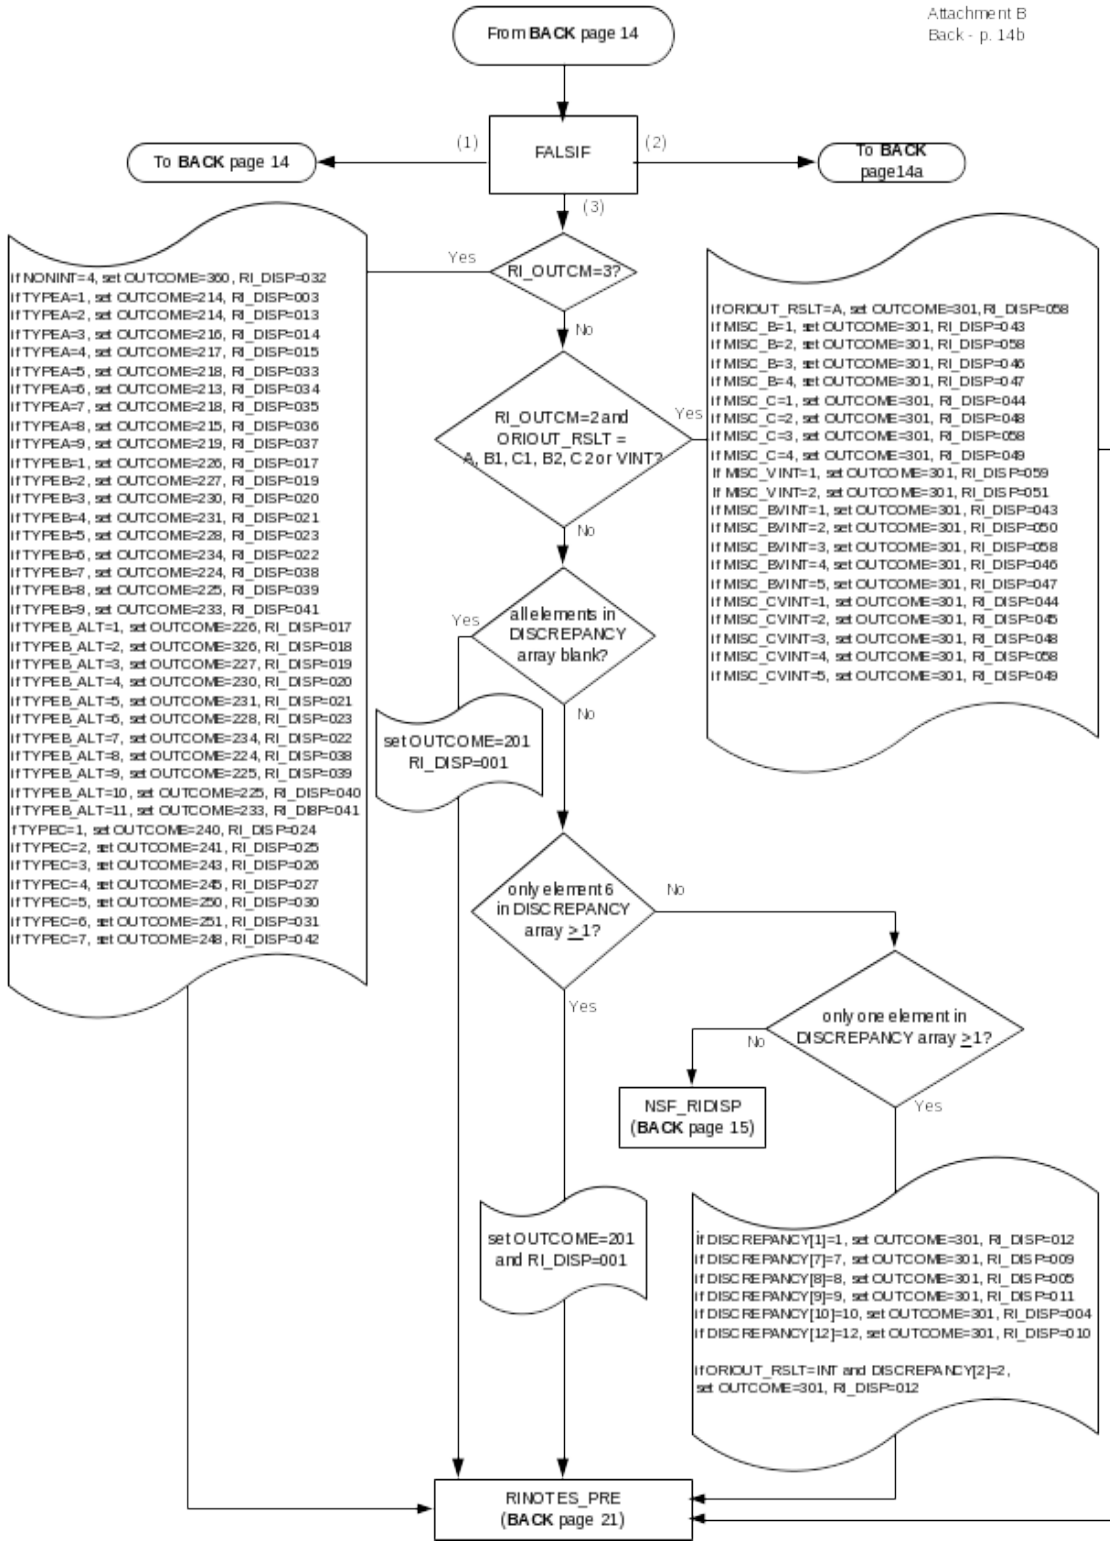 Attachment B
Back - p. 14b
From BACK page 14
(1)
FALSIF
(2)
To BACK page 14
To BACK
page14a
(3)
Yes
RI_OUTCM=3?
No
If NONINT=4, set OUTCOME=360, RI_DISP=032
If TYPEA=1, set OUTCOME=214, RI_DISP=003
If TYPEA=2, set OUTCOME=214, RI_DISP=013
If TYPEA=3, set OUTCOME=216, RI_DISP=014
If TYPEA=4, set OUTCOME=217, RI_DISP=015
If TYPEA=5, set OUTCOME=218, RI_DISP=033
If TYPEA=6, set OUTCOME=213, RI_DISP=034
If TYPEA=7, set OUTCOME=218, RI_DISP=035
If TYPEA=8, set OUTCOME=215, RI_DISP=036
If TYPEA=9, set OUTCOME=219, RI_DISP=037
If TYPEB=1, set OUTCOME=226, RI_DISP=017
If TYPEB=2, set OUTCOME=227, RI_DISP=019
If TYPEB=3, set OUTCOME=230, RI_DISP=020
If TYPEB=4, set OUTCOME=231, RI_DISP=021
If TYPEB=5, set OUTCOME=228, RI_DISP=023
If TYPEB=6, set OUTCOME=234, RI_DISP=022
If TYPEB=7, set OUTCOME=224, RI_DISP=038
If TYPEB=8, set OUTCOME=225, RI_DISP=039
If TYPEB=9, set OUTCOME=233, RI_DISP=041
If TYPEB_ALT=1, set OUTCOME=226, RI_DISP=017
If TYPEB_ALT=2, set OUTCOME=326, RI_DISP=018
If TYPEB_ALT=3, set OUTCOME=227, RI_DISP=019
If TYPEB_ALT=4, set OUTCOME=230, RI_DISP=020
If TYPEB_ALT=5, set OUTCOME=231, RI_DISP=021
If TYPEB_ALT=6, set OUTCOME=228, RI_DISP=023
If TYPEB_ALT=7, set OUTCOME=234, RI_DISP=022
If TYPEB_ALT=8, set OUTCOME=224, RI_DISP=038
If TYPEB_ALT=9, set OUTCOME=225, RI_DISP=039
If TYPEB_ALT=10, set OUTCOME=225, RI_DISP=040
If TYPEB_ALT=11, set OUTCOME=233, RI_DI8P=041
f TYPEC=1, set OUTCOME=240, RI_DISP=024
If TYPEC=2, set OUTCOME=241, RI_DISP=025
If TYPEC=3, set OUTCOME=243, RI_DISP=026
If TYPEC=4, set OUTCOME=245, RI_DISP=027
If TYPEC=5, set OUTCOME=250, RI_DISP=030
If TYPEC=6, set OUTCOME=251, RI_DISP=031
If TYPEC=7, set OUTCOME=248, RI_DISP=042
RI_OUTCM=2 and
ORIOUT_RSLT =
A, B1, C1, B2, C2 or VINT?
Yes
No
If ORIOUT_RSLT=A, set OUTCOME=301, RI_DISP=058
If MISC_B=1, set OUTCOME=301, RI_DISP=043
If MISC_B=2, set OUTCOME=301, RI_DISP=058
If MISC_B=3, set OUTCOME=301, RI_DISP=046
If MISC_B=4, set OUTCOME=301, RI_DISP=047
If MISC_C=1, set OUTCOME=301, RI_DISP=044
If MISC_C=2, set OUTCOME=301, RI_DISP=048
If MISC_C=3, set OUTCOME=301, RI_DISP=058
If MISC_C=4, set OUTCOME=301, RI_DISP=049
If MISC_VINT=1, set OUTCOME=301, RI_DISP=059
If MISC_VINT=2, set OUTCOME=301, RI_DISP=051
If MISC_BVINT=1, set OUTCOME=301, RI_DISP=043
If MISC_BVINT=2, set OUTCOME=301, RI_DISP=050
If MISC_BVINT=3, set OUTCOME=301, RI_DISP=058
If MISC_BVINT=4, set OUTCOME=301, RI_DISP=046
If MISC_BVINT=5, set OUTCOME=301, RI_DISP=047
If MISC_CVINT=1, set OUTCOME=301, RI_DISP=044
If MISC_CVINT=2, set OUTCOME=301, RI_DISP=045
If MISC_CVINT=3, set OUTCOME=301, RI_DISP=048
If MISC_CVINT=4, set OUTCOME=301, RI_DISP=058
If MISC_CVINT=5, set OUTCOME=301, RI_DISP=049
Yes
all elements in
DISCREPANCY
array blank?
No
set OUTCOME=201
RI_DISP=001
only element 6
in DISCREPANCY
array >1?
No
Yes
only one element in
DISCREPANCY array >1?
No
Yes
NSF_RIDISP
(BACK page 15)
set OUTCOME=201
and RI_DISP=001
if DISCREPANCY[1]=1, set OUTCOME=301, RI_DISP=012
if DISCREPANCY[7]=7, set OUTCOME=301, RI_DISP=009
if DISCREPANCY[8]=8, set OUTCOME=301, RI_DISP=005
if DISCREPANCY[9]=9, set OUTCOME=301, RI_DISP=011
if DISCREPANCY[10]=10, set OUTCOME=301, RI_DISP=004
if DISCREPANCY[12]=12, set OUTCOME=301, RI_DISP=010
if ORIOUT_RSLT=INT and DISCREPANCY[2]=2,
set OUTCOME=301, RI_DISP=012
RINOTES_PRE
(BACK page 21)